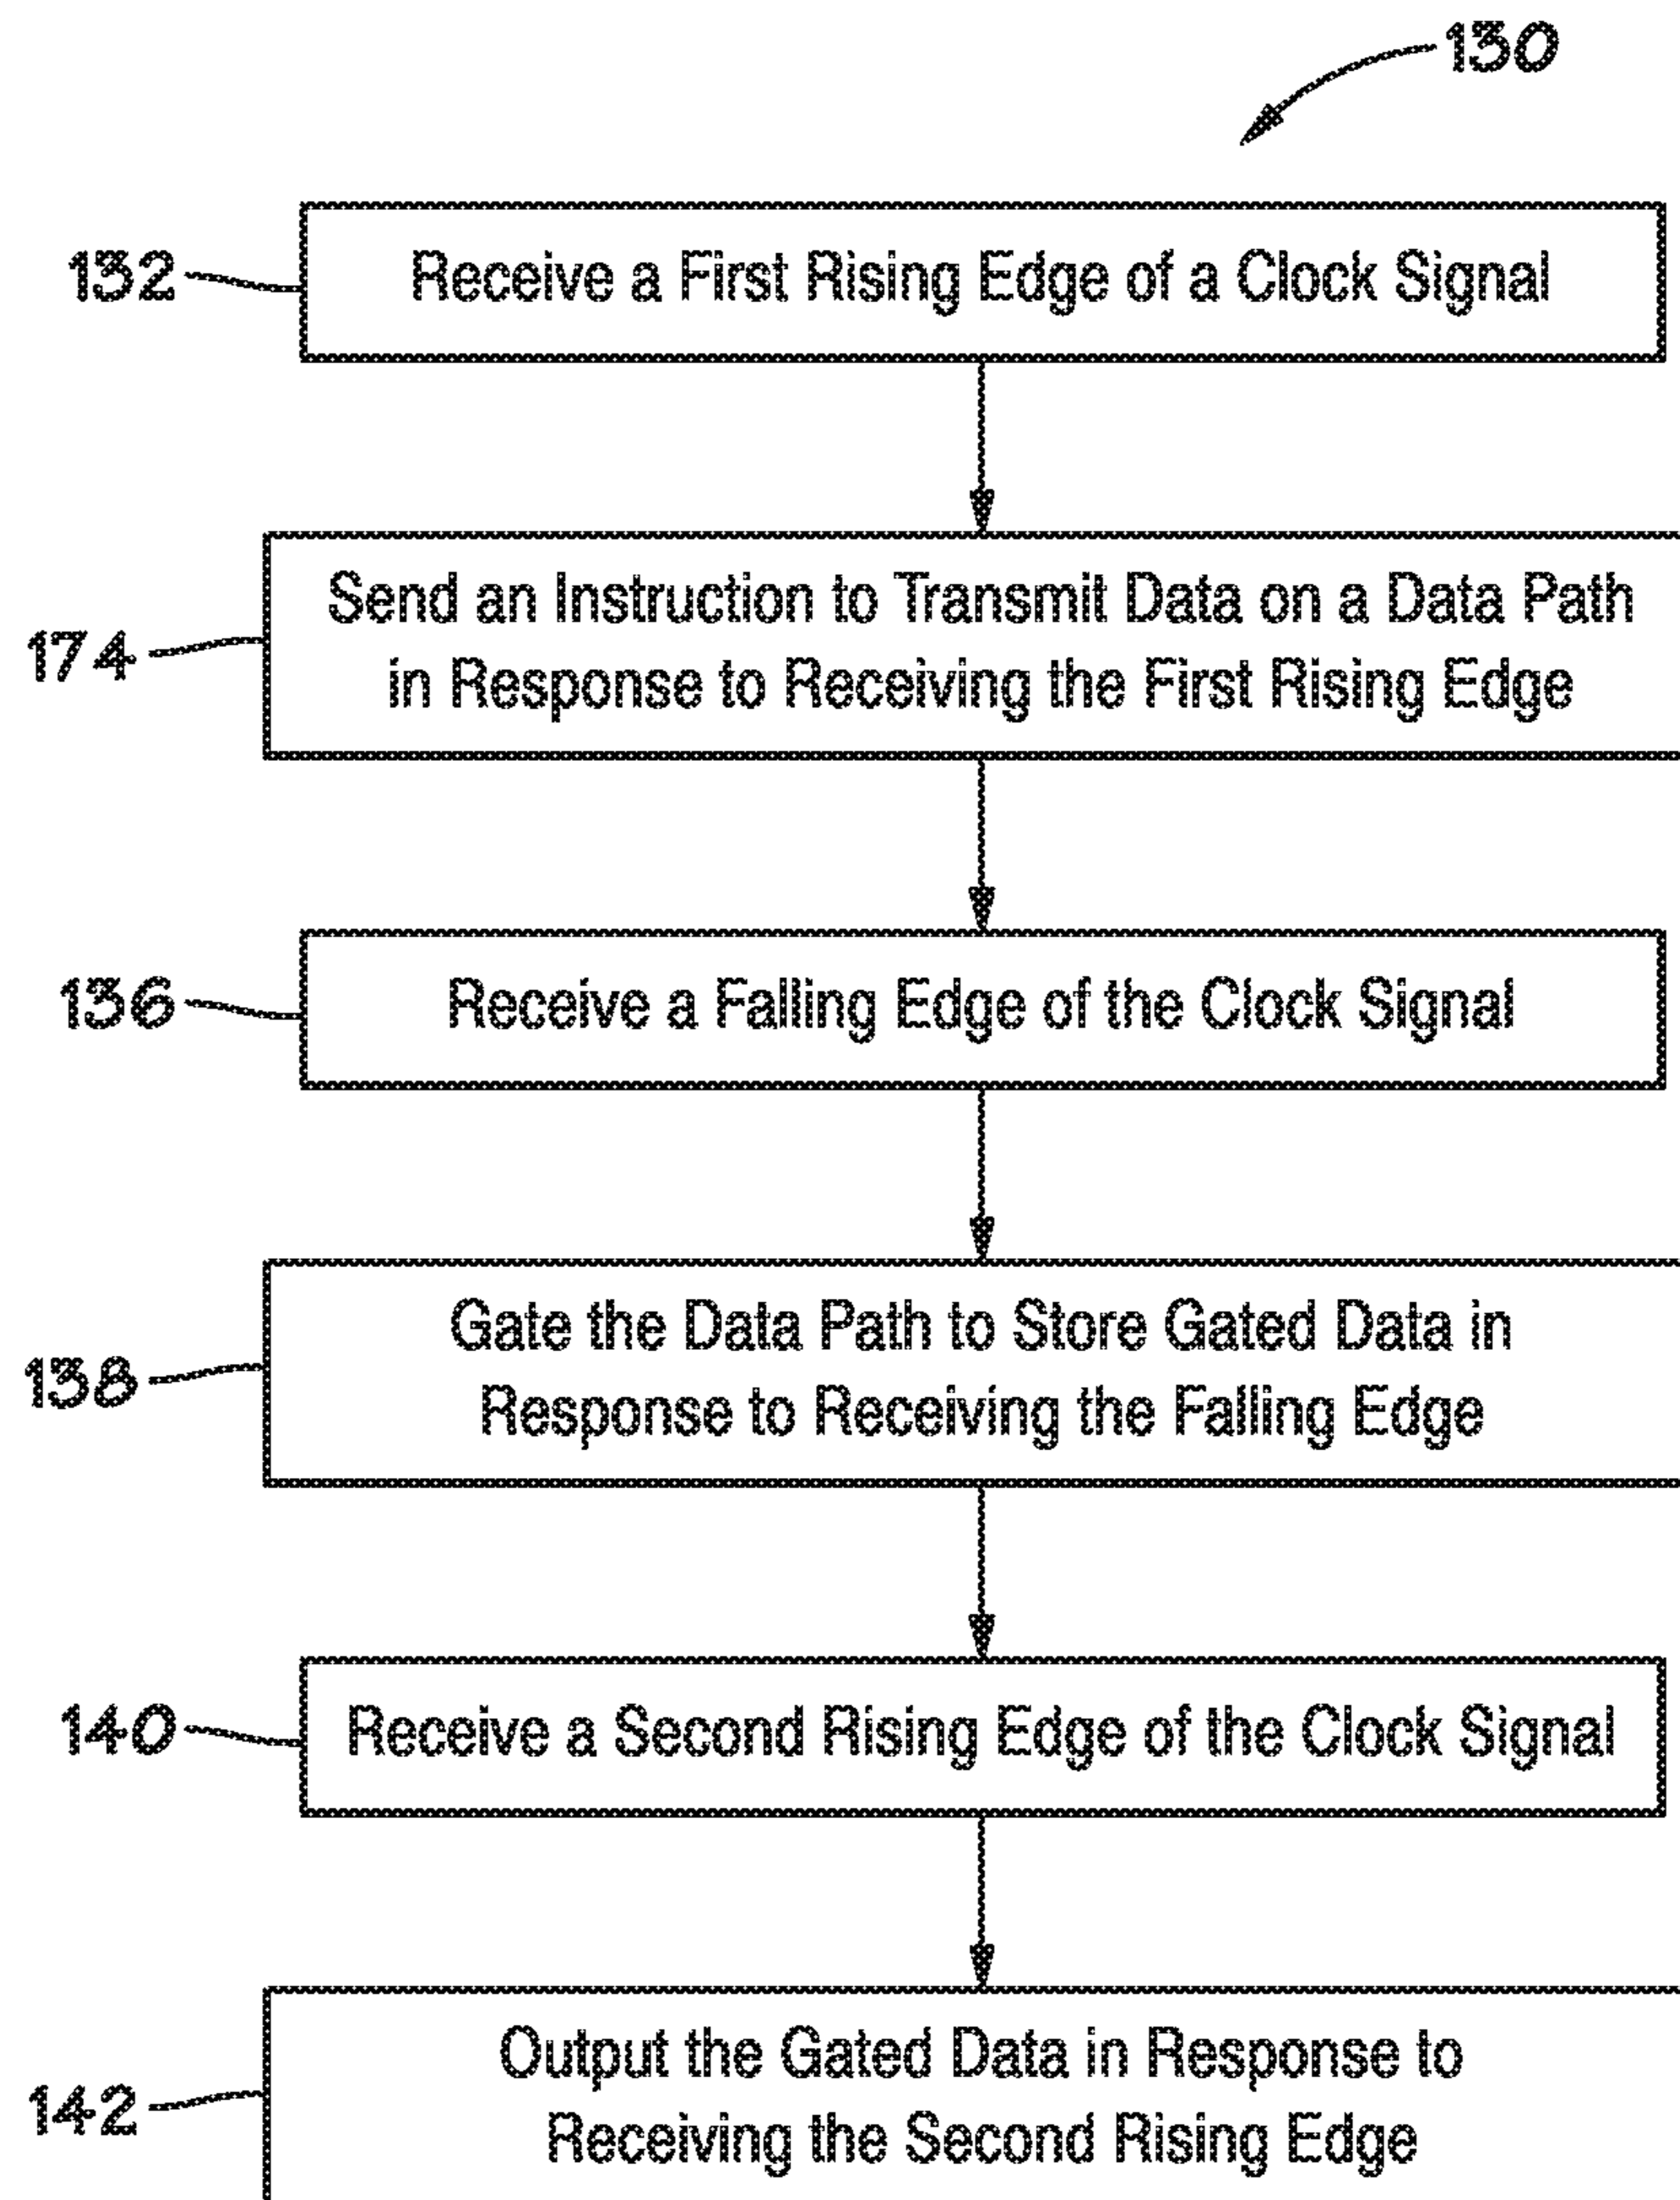 130
132
Receive a First Rising Edge of a Clock Signal
174
Send an Instruction to Transmit Data on a Data Path
in Response to Receiving the First Rising Edge
136
Receive a Falling Edge of the Clock Signal
138
Gate the Data Path to Store Gated Data in
Response to Receiving the Falling Edge
140
Receive a Second Rising Edge of the Clock Signal
142
Output the Gated Data in Response to
Receiving the Second Rising Edge